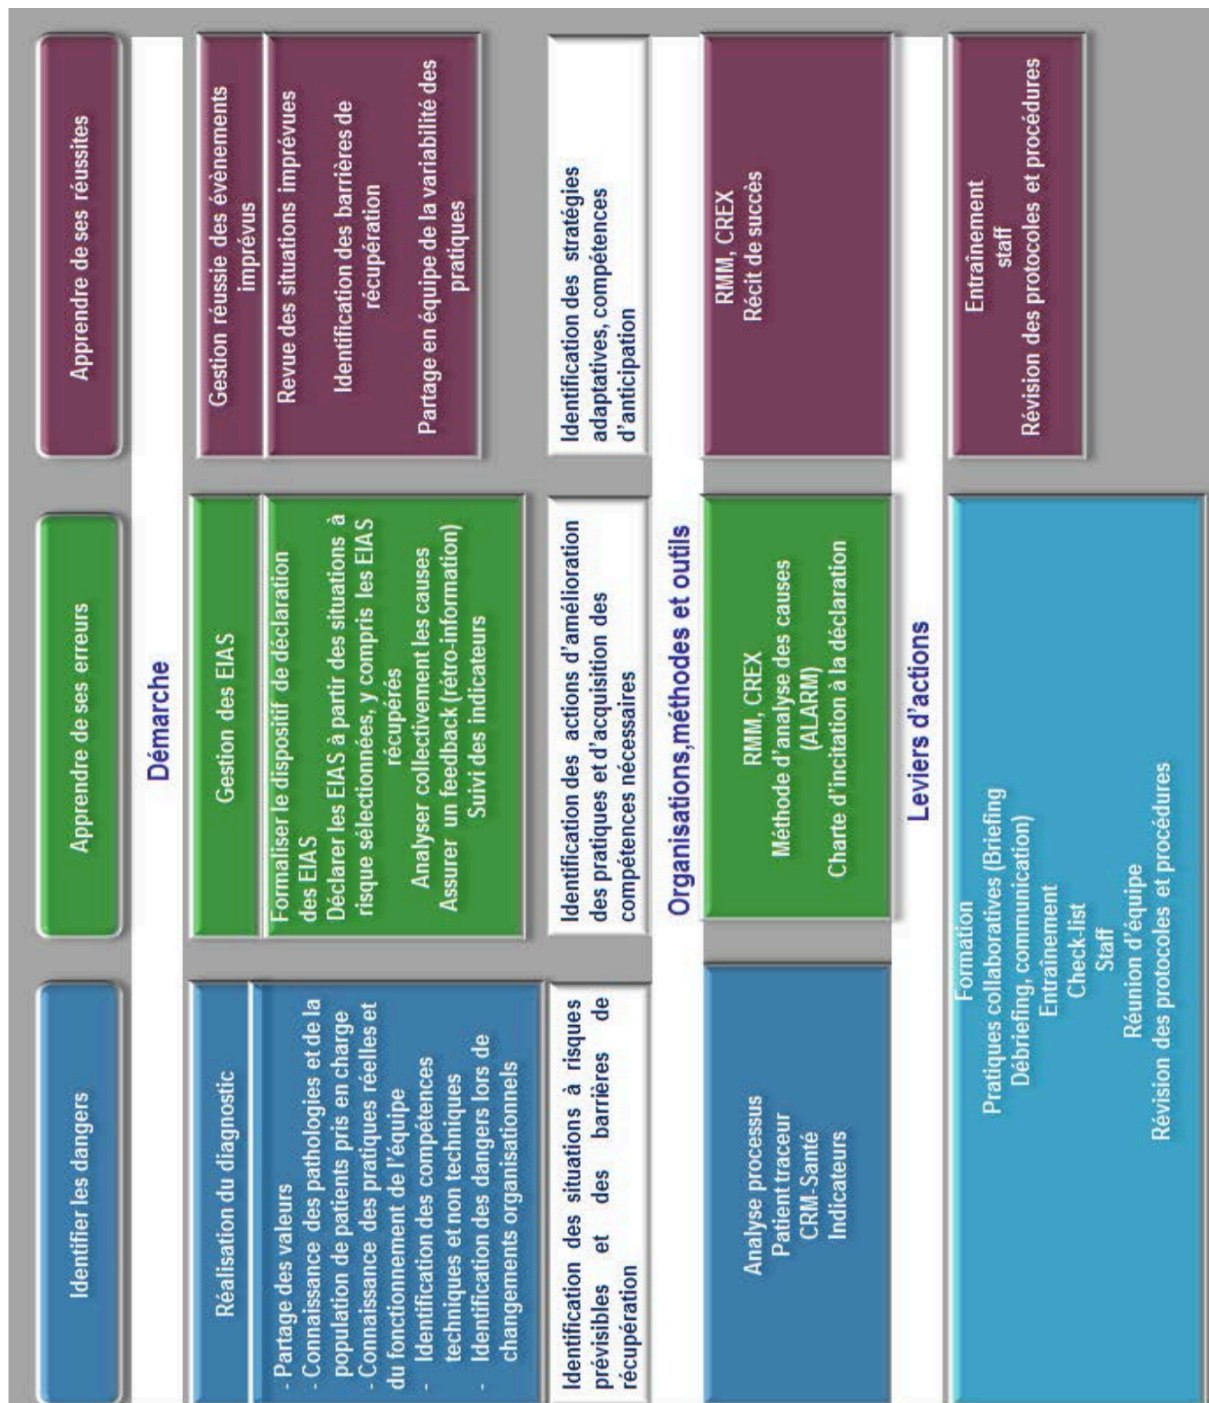 Identifier les dangers
Apprendre de ses erreurs
Apprendre de ses réussites
Démarche
Réalisation du diagnostic
- Partage des valeurs
- Connaissance des pathologies et de la
population de patients pris en charge
- Connaissance des pratiques réelles et
du fonctionnement de l'équipe
- Identification des compétences
techniques et non techniques
- Identification des dangers lors de
changements organisationnels
Gestion des EIAS
Formaliser le dispositif de déclaration
des EIAS
Déclarer les EIAS à partir des situations à
risque sélectionnées, y compris les EIAS
récupérés
Analyser collectivement les causes
Assurer un feedback (rétro-information)
Suivi des indicateurs
Gestion réussie des évènements
imprévus
Revue des situations imprévues
Identification des barrières de
récupération
Partage en équipe de la variabilité des
pratiques
Identification des situations à risques
prévisibles et des barrières de
récupération
Identification des actions d'amélioration
des pratiques et d'acquisition des
compétences nécessaires
Identification des stratégies
adaptatives, compétences
d'anticipation
Organisations,méthodes et outils
Analyse processus
Patient traceur
CRM-Santé
Indicateurs
RMM, CREX
Méthode d'analyse des causes
(ALARM)
Charte d'incitation à la déclaration
RMM, CREX
Récit de succès
Leviers d'actions
Formation
Pratiques collaboratives (Briefing
Débriefing, communication)
Entraînement
Check-list
Staff
Réunion d'équipe
Révision des protocoles et procédures
Entraînement
staff
Révision des protocoles et procédures